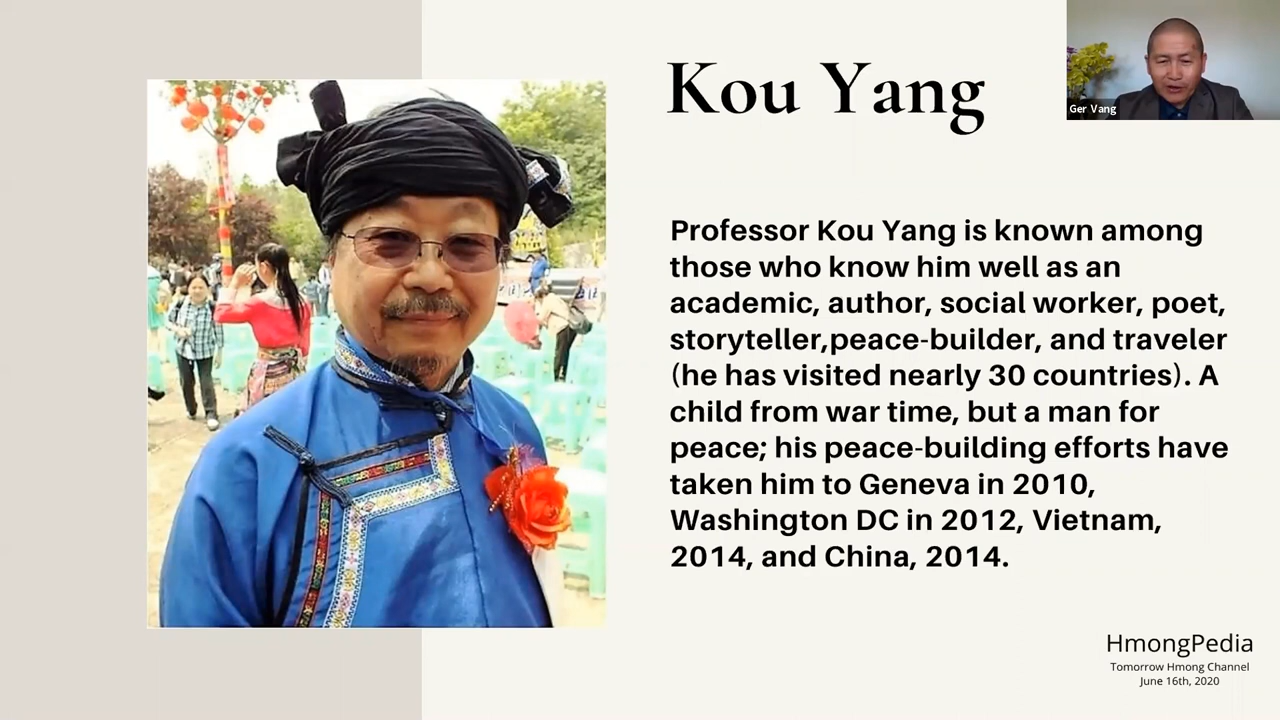 Kou Yang
Ger Vang
Professor Kou Yang is known among
those who know him well as an
academic, author, social worker, poet,
storyteller,peace-builder, and traveler
(he has visited nearly 30 countries). A
child from war time, but a man for
peace; his peace-building efforts have
taken him to Geneva in 2010,
Washington DC in 2012, Vietnam,
2014, and China, 2014.
HmongPedia
Tomorrow Hmong Channel
June 16th, 2020